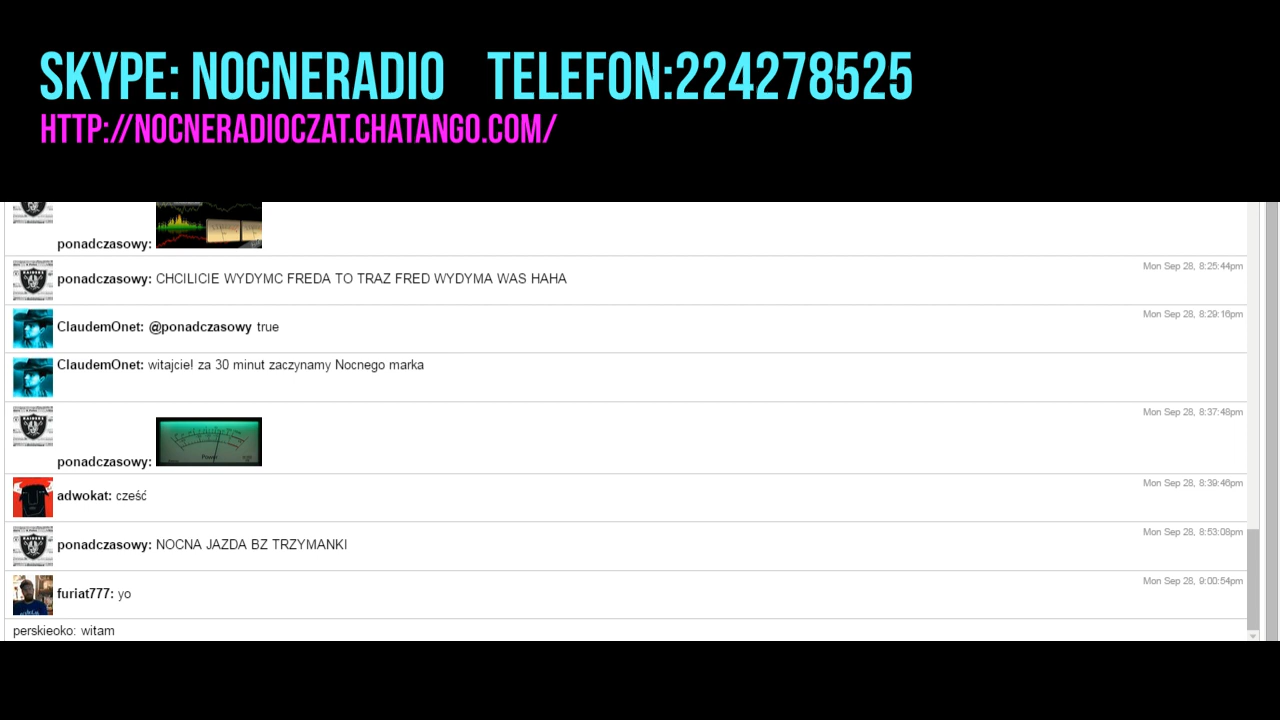 SKYPE: NOCNERADIO TELEFON:224278525
HTTP://NOCNERADIOCZAT.CHATANGO.COM/
ponadczasowy:
Mon Sep 28, 8:25:44pm
ponadczasowy: CHCILICIE WYDYMC FREDA TO TRAZ FRED WYDYMA WAS HAHA
Mon Sep 28, 8:29:16pm
ClaudemOnet: @ponadczasowy true
ClaudemOnet: witajcie! za 30 minut zaczynamy Nocnego marka
Mon Sep 28, 8:37:48pm
RAIDERS
Power
ponadczasowy:
Mon Sep 28, 8:39:46pm
adwokat: cześć
Mon Sep 28, 8:53:08pm
ponadczasowy: NOCNA JAZDA BZ TRZYMANKI
Mon Sep 28, 9:00:54pm
furiat777: yo
perskieoko: witam